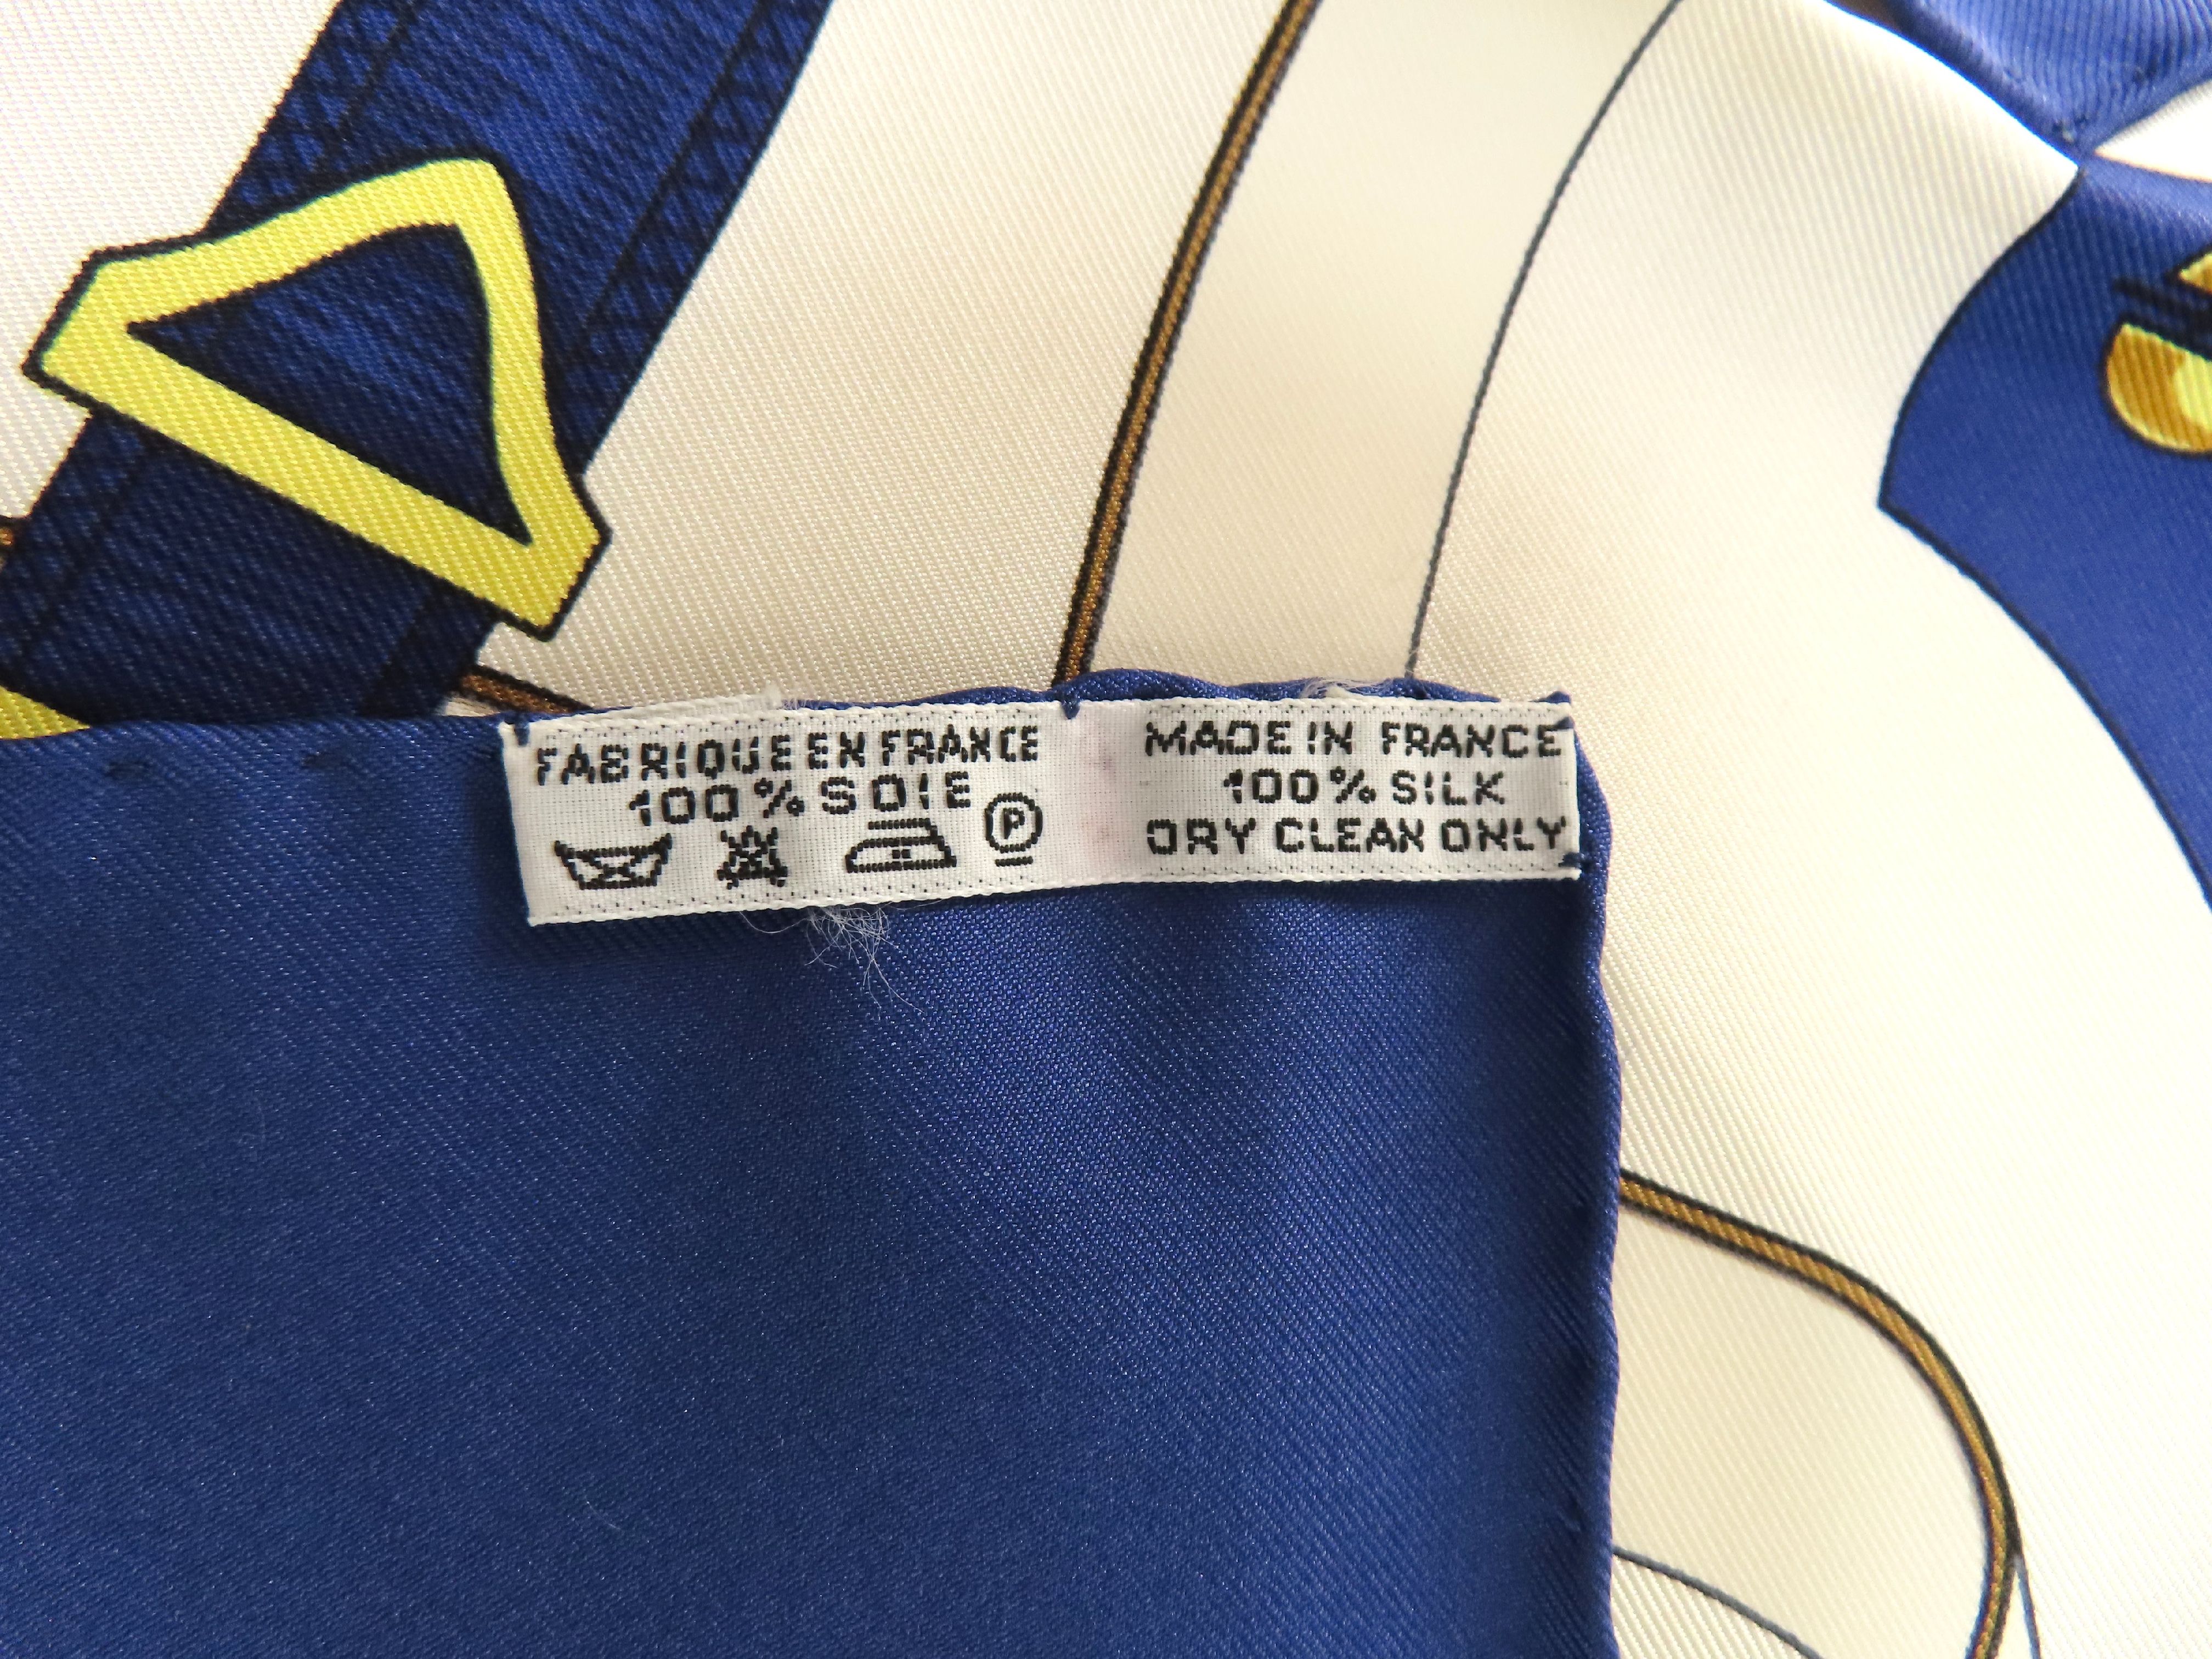 FABRIQUE EN FRANCE
100% SOIE
P
MADE IN FRANCE
100% SILK
DRY CLEAN ONLY